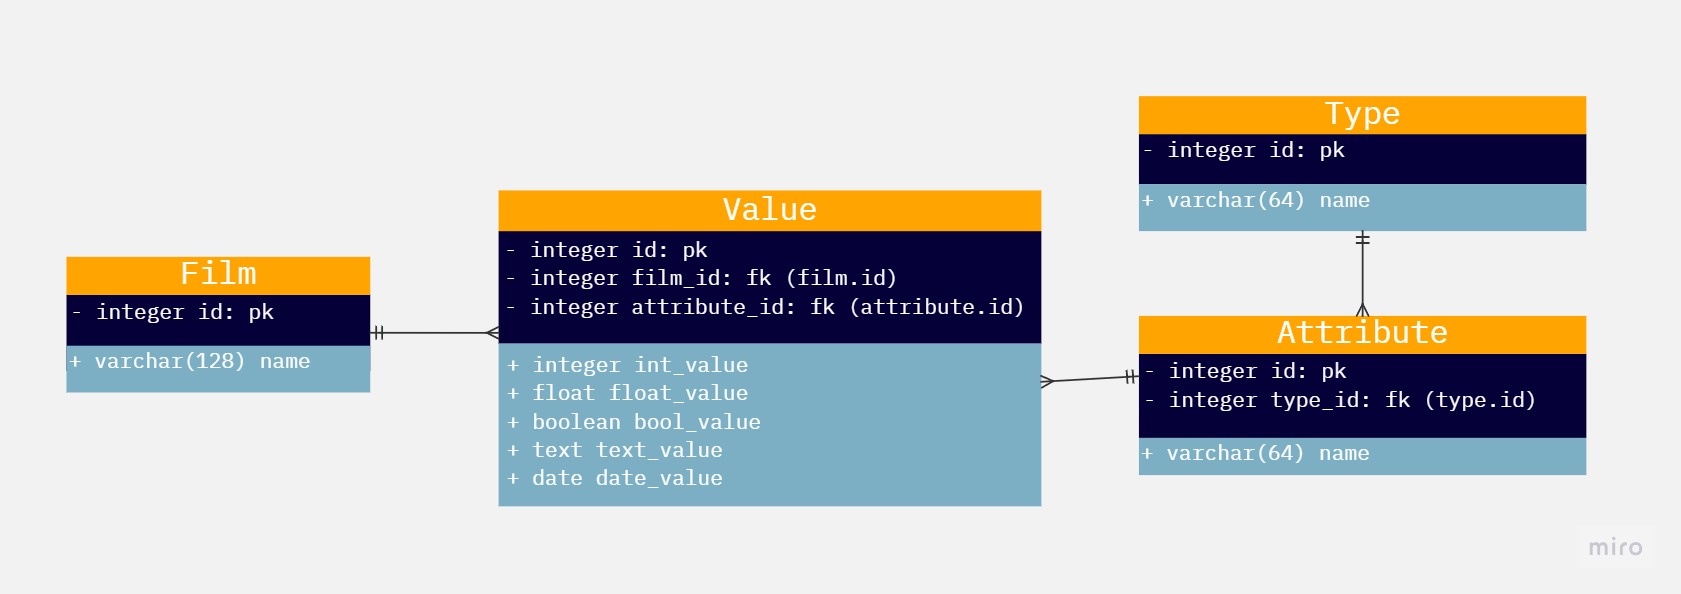 Film
- integer id: pk
+ varchar(128) name
Value
- integer id: pk
- integer film_id: fk (film.id)
- integer attribute_id: fk (attribute.id)
+ integer int_value
+ float float_value
+ boolean bool_value
+ text text_value
+ date date_value
Type
- integer id: pk
+ varchar(64) name
Attribute
- integer id: pk
- integer type_id: fk (type.id)
+ varchar(64) name
miro